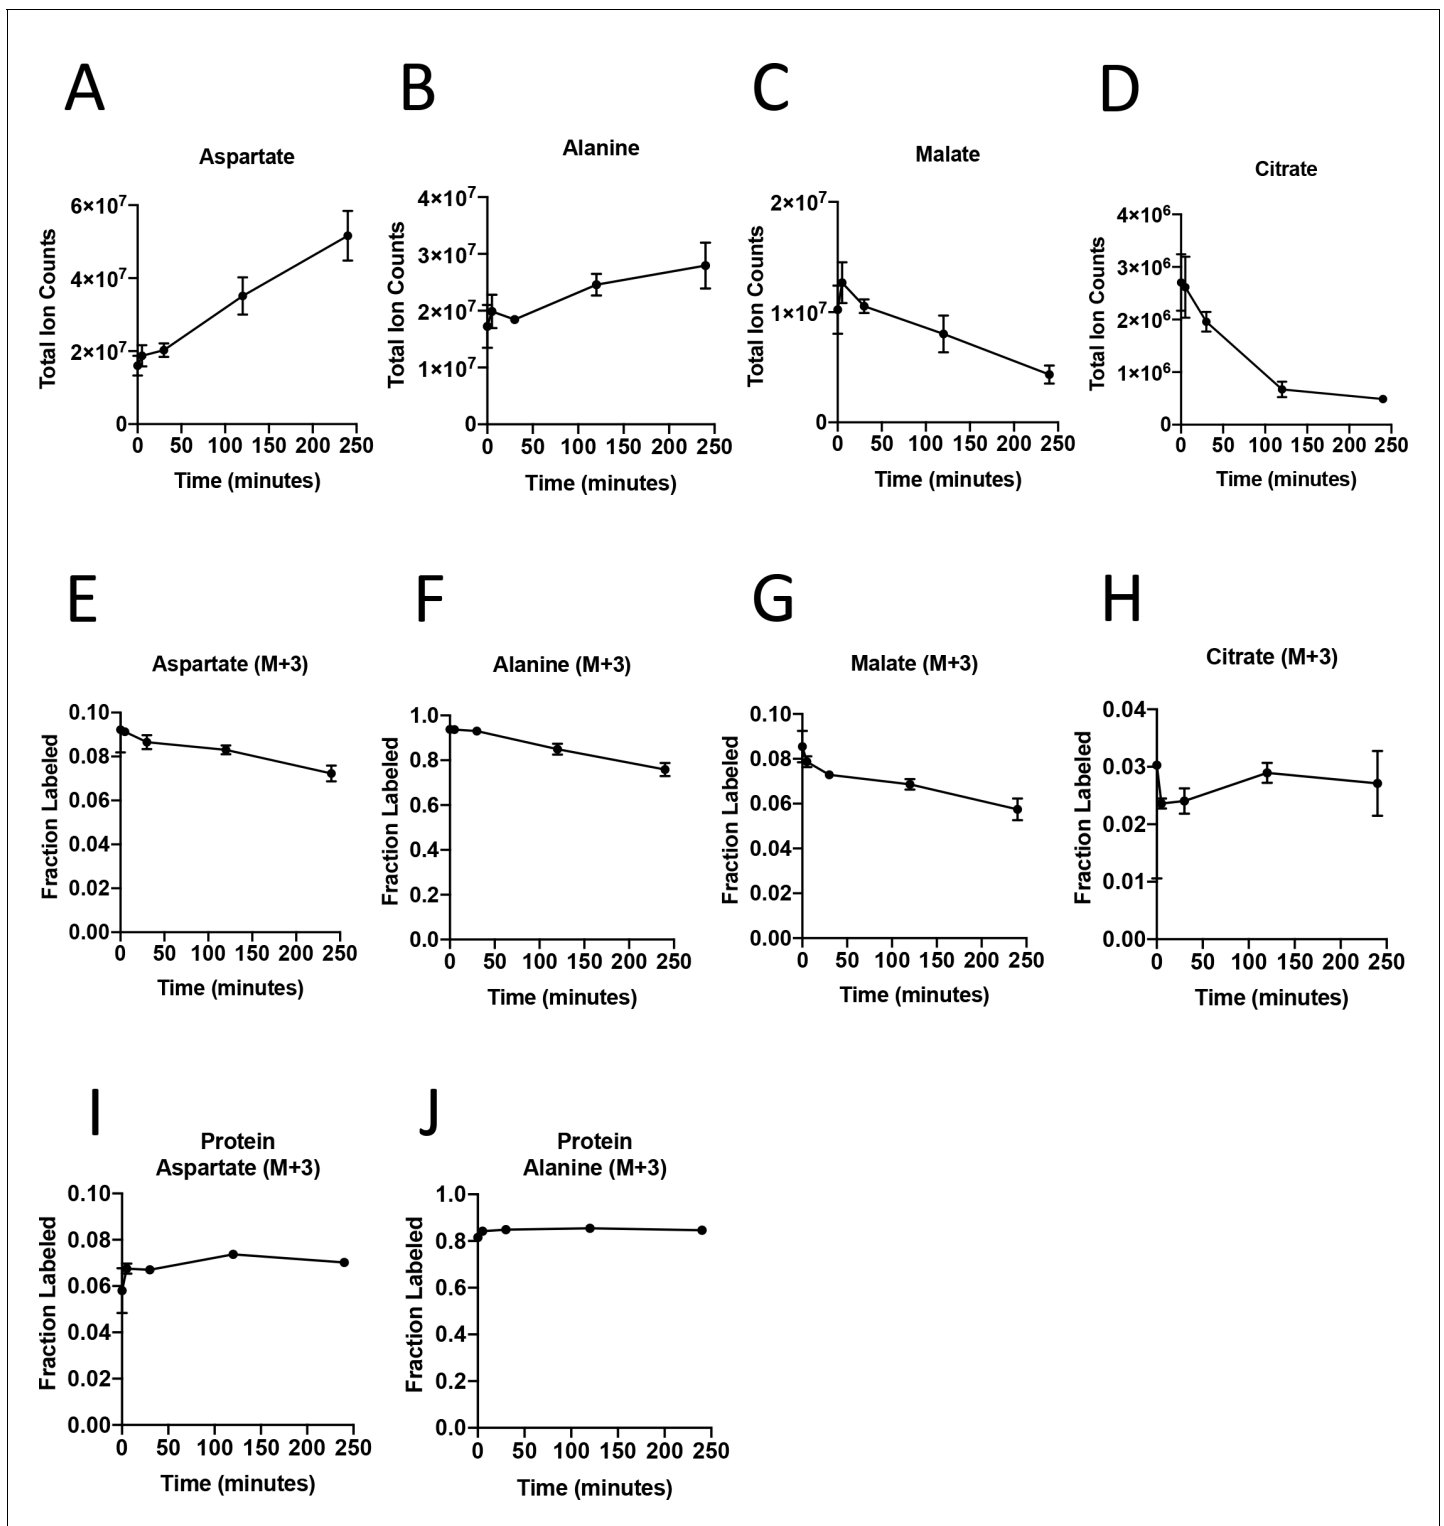 A
B
C
D
Aspartate
Total Ion Counts
6×10⁷
4×10⁷
2×10⁷
0
0 50 100 150 200 250
Time (minutes)
Alanine
Total Ion Counts
4×10⁷
3×10⁷
2×10⁷
1×10⁷
0
0 50 100 150 200 250
Time (minutes)
Malate
Total Ion Counts
2×10⁷
1×10⁷
0
0 50 100 150 200 250
Time (minutes)
Citrate
Total Ion Counts
4×10⁶
3×10⁶
2×10⁶
1×10⁶
0
0 50 100 150 200 250
Time (minutes)
E
F
G
H
Aspartate (M+3)
Fraction Labeled
0.10
0.08
0.06
0.04
0.02
0.00
0 50 100 150 200 250
Time (minutes)
Alanine (M+3)
Fraction Labeled
1.0
0.8
0.6
0.4
0.2
0.0
0 50 100 150 200 250
Time (minutes)
Malate (M+3)
Fraction Labeled
0.10
0.08
0.06
0.04
0.02
0.00
0 50 100 150 200 250
Time (minutes)
Citrate (M+3)
Fraction Labeled
0.04
0.03
0.02
0.01
0.00
0 50 100 150 200 250
Time (minutes)
I
J
Protein
Aspartate (M+3)
Fraction Labeled
0.10
0.08
0.06
0.04
0.02
0.00
0 50 100 150 200 250
Time (minutes)
Protein
Alanine (M+3)
Fraction Labeled
1.0
0.8
0.6
0.4
0.2
0.0
0 50 100 150 200 250
Time (minutes)